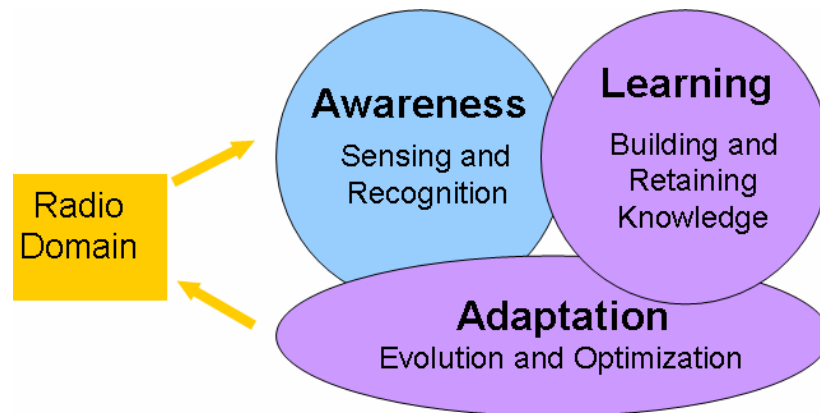 Radio
Domain
Awareness
Sensing and
Recognition
Learning
Building and
Retaining
Knowledge
Adaptation
Evolution and Optimization